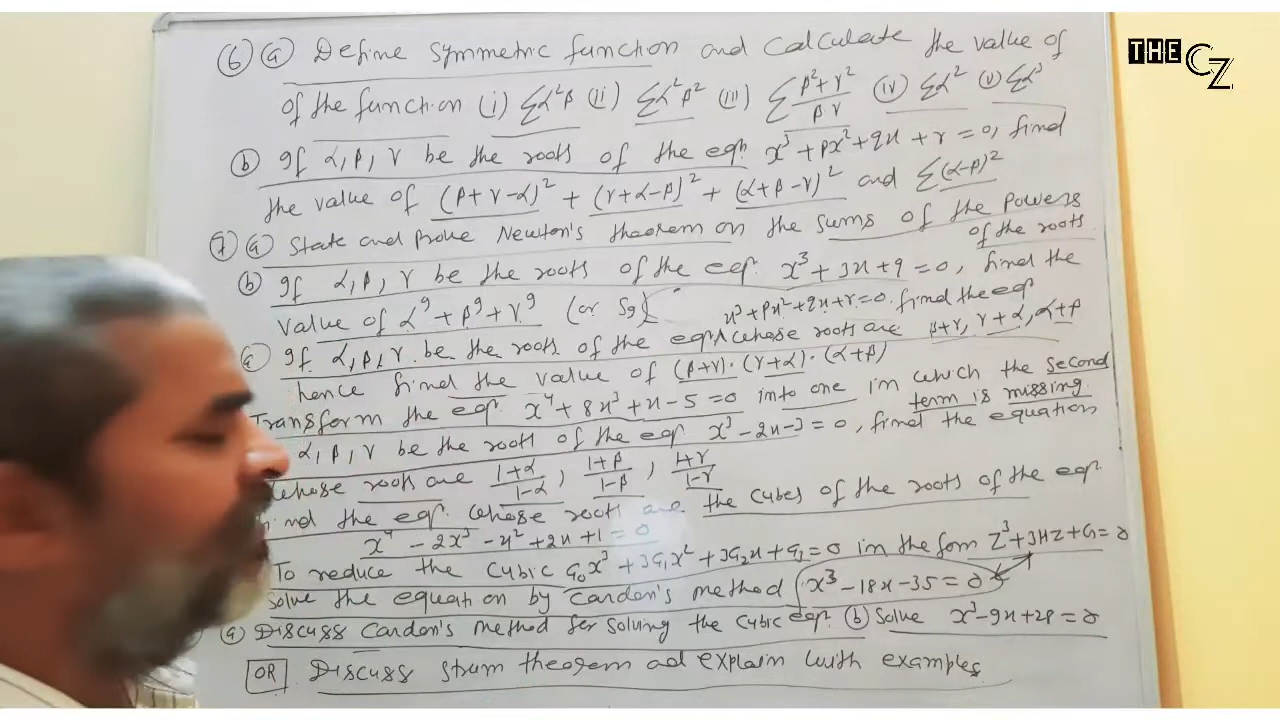 THE CZ
⑥ ⓐ Define symmetric function and calculate the value of
of the function (i) Σα²β (ii) Σα²β² (iii) Σ (β²+γ²)/(βγ) (iv) Σα² (v) Σα³
ⓑ If α, β, γ be the roots of the eqn. x³ + px² + qx + r = 0, find
the value of (β+γ-α)² + (γ+α-β)² + (α+β-γ)² and Σ(α-β)²
⑦ ⓐ State and prove Newton's theorem on the sums of the powers
of the roots
ⓑ If α, β, γ be the roots of the eqn. x³ + 3x + 9 = 0, find the
value of α⁹ + β⁹ + γ⁹ (or S₉)
x³+px²+qx+r=0. find the eqn
ⓐ If α, β, γ be the roots of the eqn whose roots are β+γ, γ+α, α+β
hence find the value of (β+γ)·(γ+α)·(α+β)
Transform the eqn. x⁴ + 8x³ + x - 5 = 0 into one in which the second
term is missing
α, β, γ be the root of the eqn x³ - 2x - 3 = 0, find the equation
whose root are (1+α)/(1-α), (1+β)/(1-β), (1+γ)/(1-γ)
the eqn. whose roots are the cubes of the roots of the eqn.
x⁴ - 2x³ - x² + 2x + 1 = 0
To reduce the cubic a₀x³ + 3a₁x² + 3a₂x + a₃ = 0 in the form z³ + 3Hz + G = 0
Solve the equation by Cardon's method x³ - 18x - 35 = 0
ⓐ Discuss Cardon's method for solving the cubic eqn. ⓑ Solve x³ - 9x + 28 = 0
OR Discuss strum theorem ad explain with examples